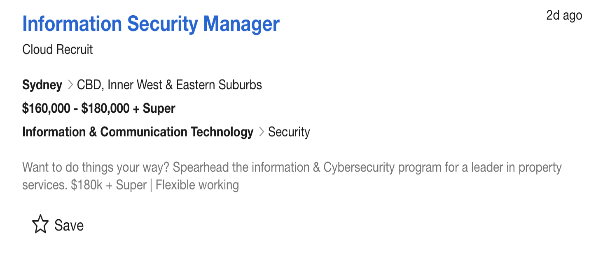 Information Security Manager
2d ago
Cloud Recruit
Sydney > CBD, Inner West & Eastern Suburbs
$160,000 - $180,000 + Super
Information & Communication Technology > Security
Want to do things your way? Spearhead the information & Cybersecurity program for a leader in property
services. $180k + Super | Flexible working
Save